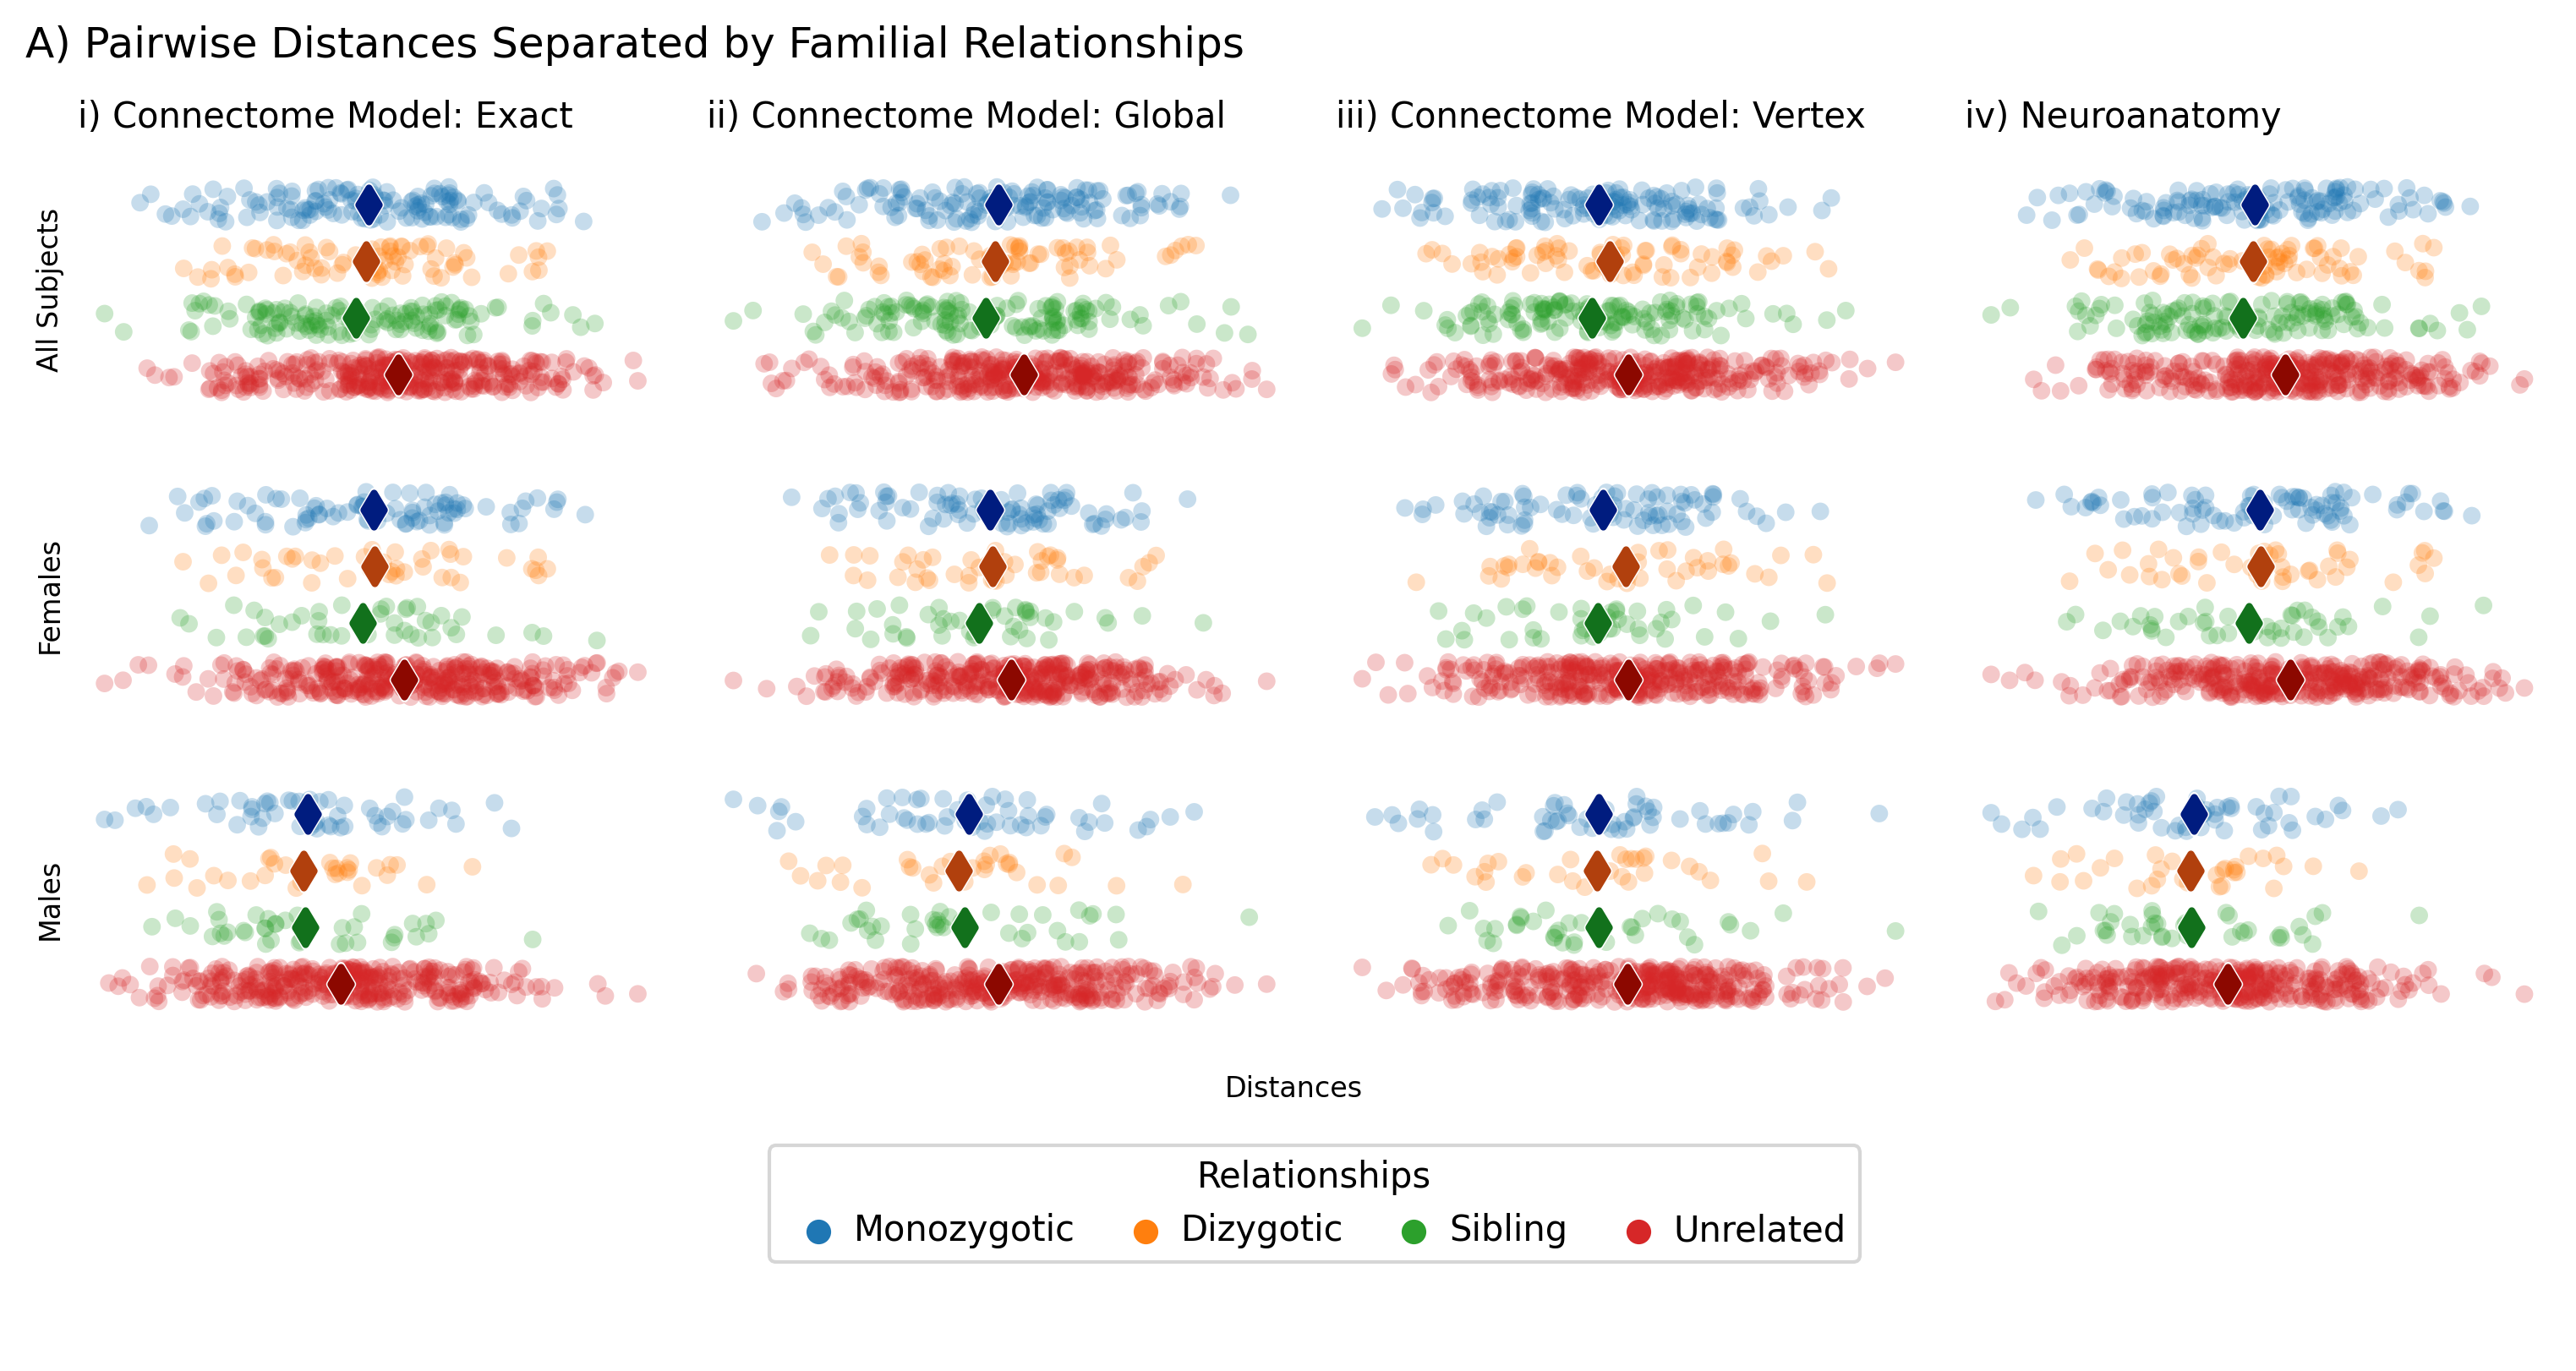 A) Pairwise Distances Separated by Familial Relationships
i) Connectome Model: Exact
ii) Connectome Model: Global
iii) Connectome Model: Vertex
iv) Neuroanatomy
All Subjects
Females
Males
Distances
Relationships
Monozygotic Dizygotic Sibling Unrelated